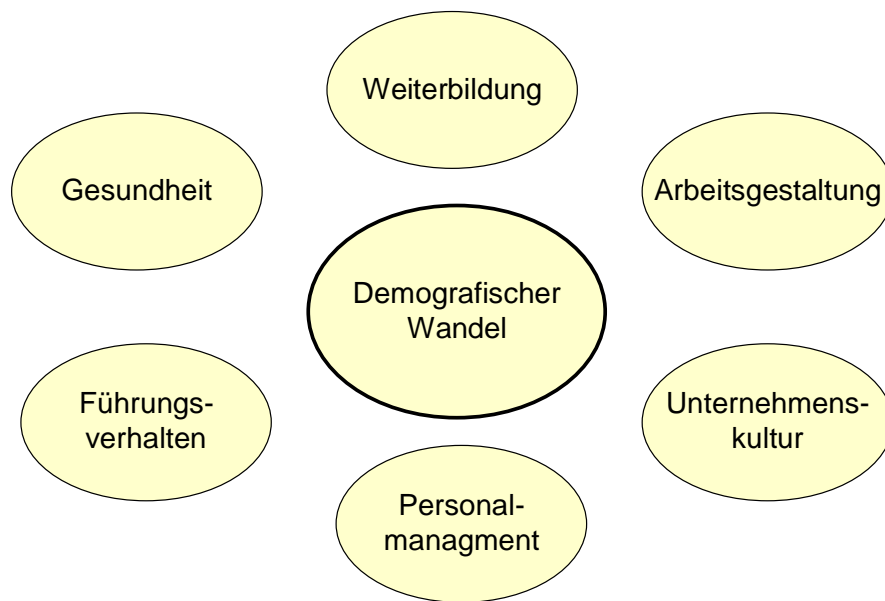 Weiterbildung
Gesundheit
Arbeitsgestaltung
Demografischer
Wandel
Führungs-
verhalten
Unternehmens-
kultur
Personal-
managment